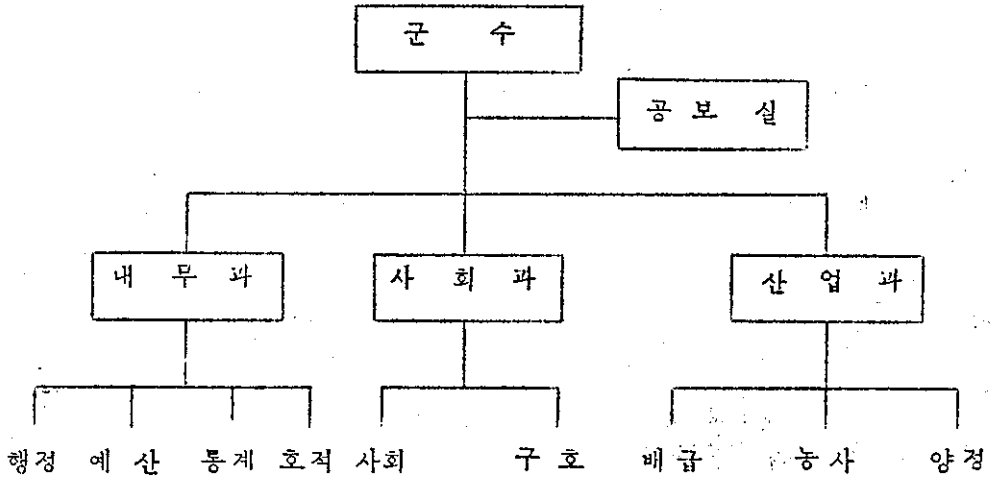 군 수
공 보 실
내 무 과 사 회 과 산 업 과
행정 예 산 통계 호적 사회 구 호 배급 농사 양정